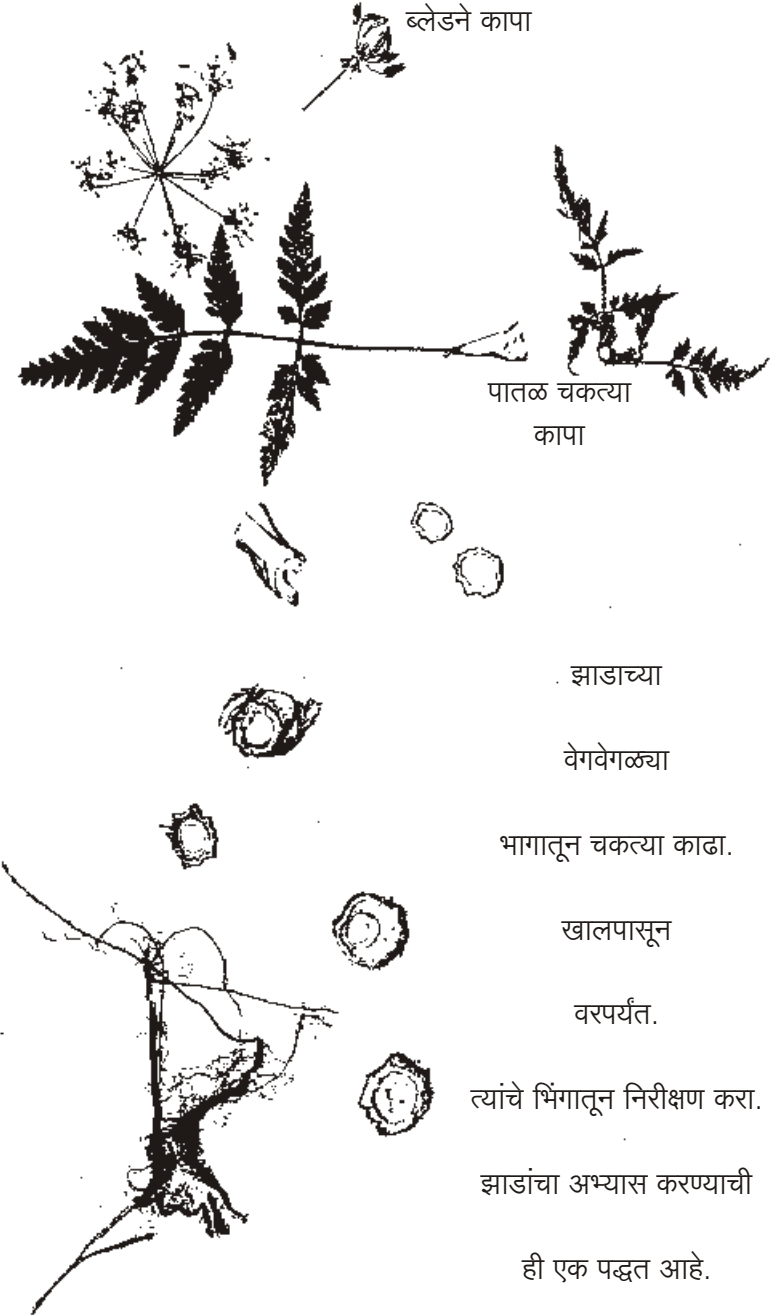 ब्लेडने कापा
पातळ चकत्या
कापा
झाडाच्या
वेगवेगळ्या
भागातून चकत्या काढा.
खालपासून
वरपर्यंत.
त्यांचे भिंगातून निरीक्षण करा.
झाडांचा अभ्यास करण्याची
ही एक पद्धत आहे.